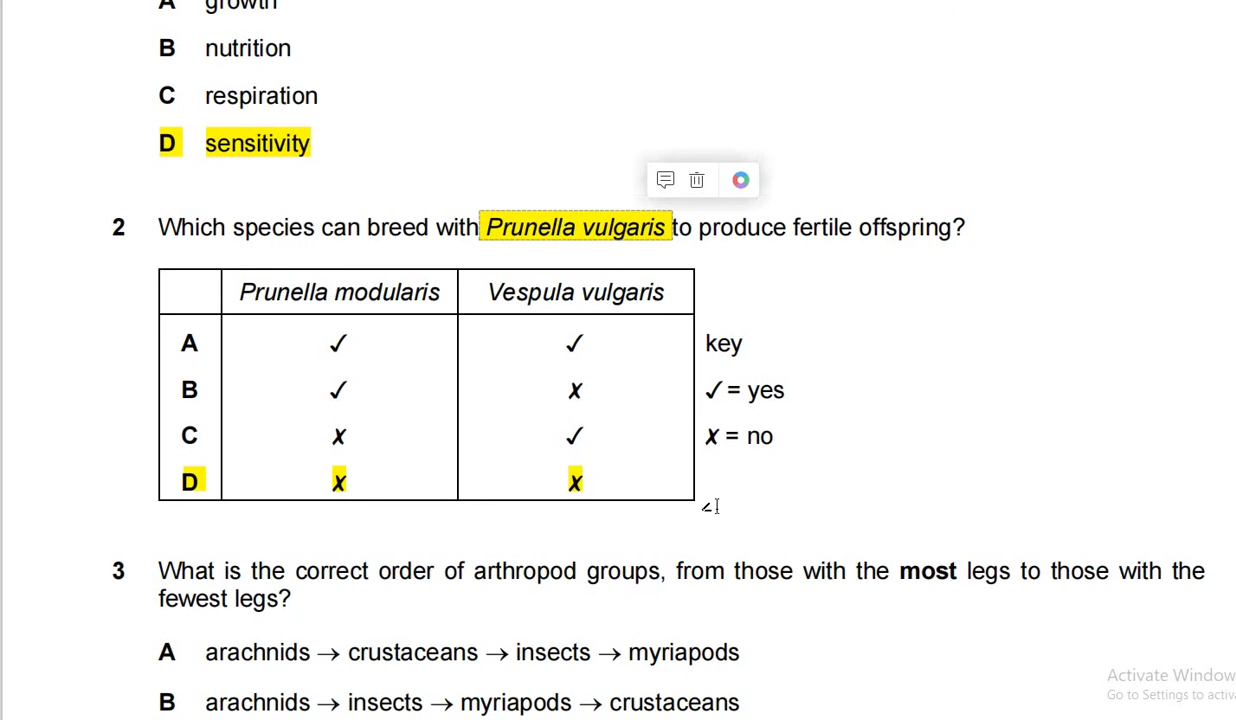 A growth
B nutrition
C respiration
D sensitivity
2 Which species can breed with Prunella vulgaris to produce fertile offspring?
Prunella modularis Vespula vulgaris
A ✓ ✓ key
B ✓ ✗ ✓ = yes
C ✗ ✓ ✗ = no
D ✗ ✗
3 What is the correct order of arthropod groups, from those with the most legs to those with the
fewest legs?
A arachnids → crustaceans → insects → myriapods
B arachnids → insects → myriapods → crustaceans
Activate Window
Go to Settings to activ